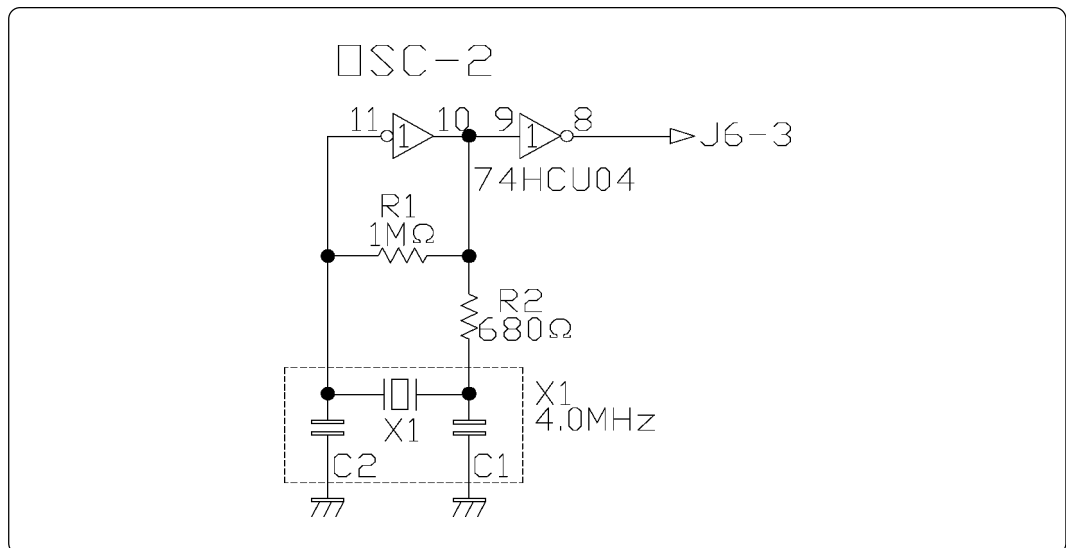 OSC-2
11 1 10 9 1 8 J6-3
74HCU04
R1
1MΩ
R2
680Ω
X1
4.0MHz
X1
C2 C1